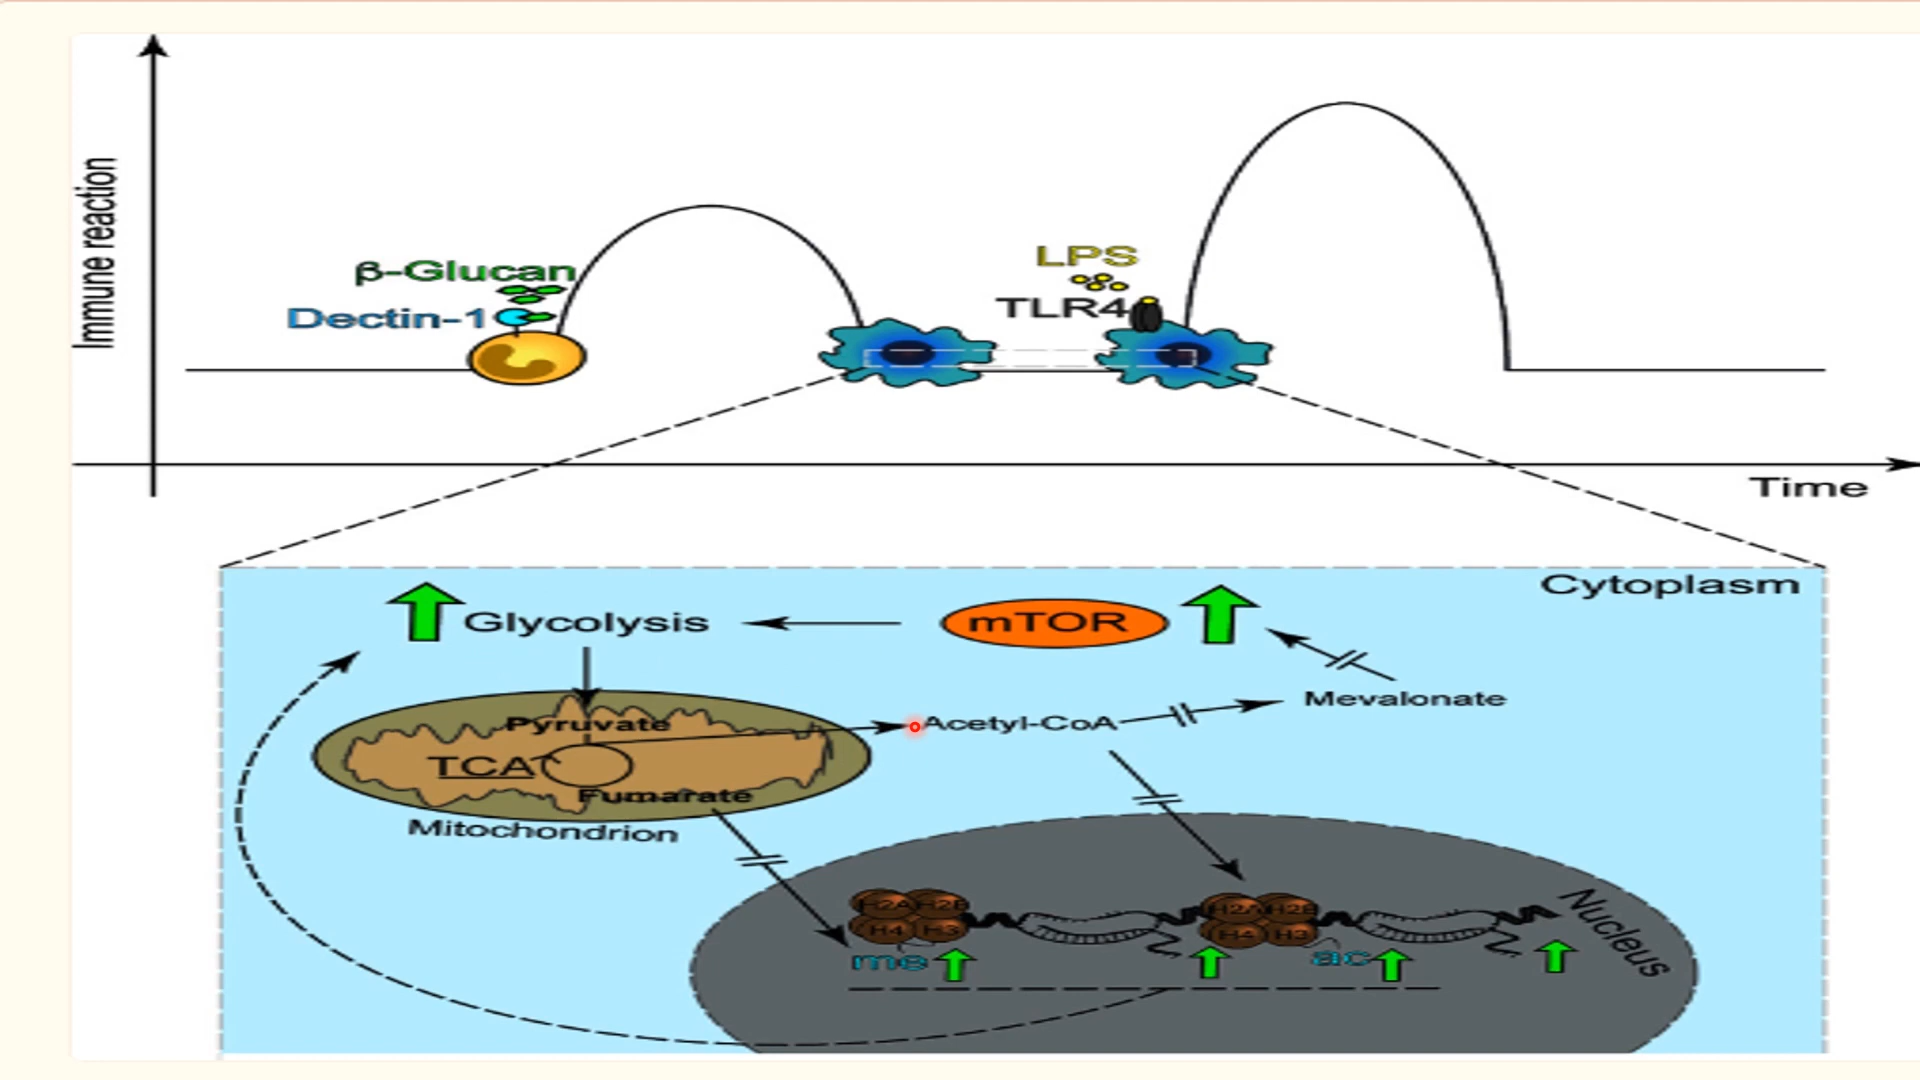 Immune reaction
β-Glucan
Dectin-1
LPS
TLR4
Time
Cytoplasm
Glycolysis
mTOR
Mevalonate
Pyruvate
Acetyl-CoA
TCA
Fumarate
Mitochondrion
Nucleus
H2A H2B
H4 H3
H2A H2B
H4 H3
me
ac